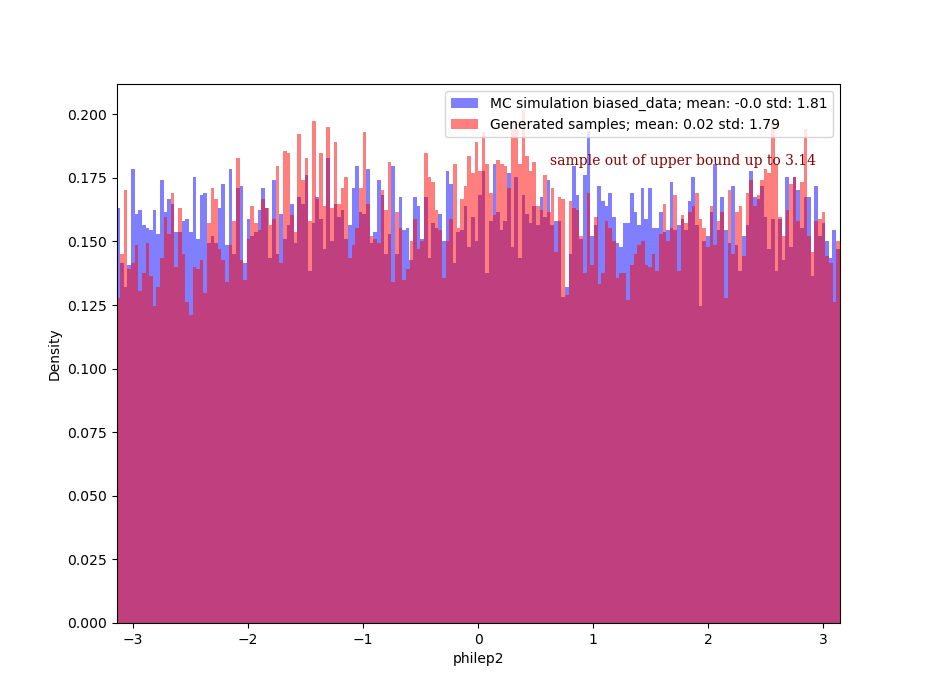 MC simulation biased_data; mean: -0.0 std: 1.81
Generated samples; mean: 0.02 std: 1.79
sample out of upper bound up to 3.14
0.200
0.175
0.150
0.125
0.100
0.075
0.050
0.025
0.000
Density
−3 −2 −1 0 1 2 3
philep2